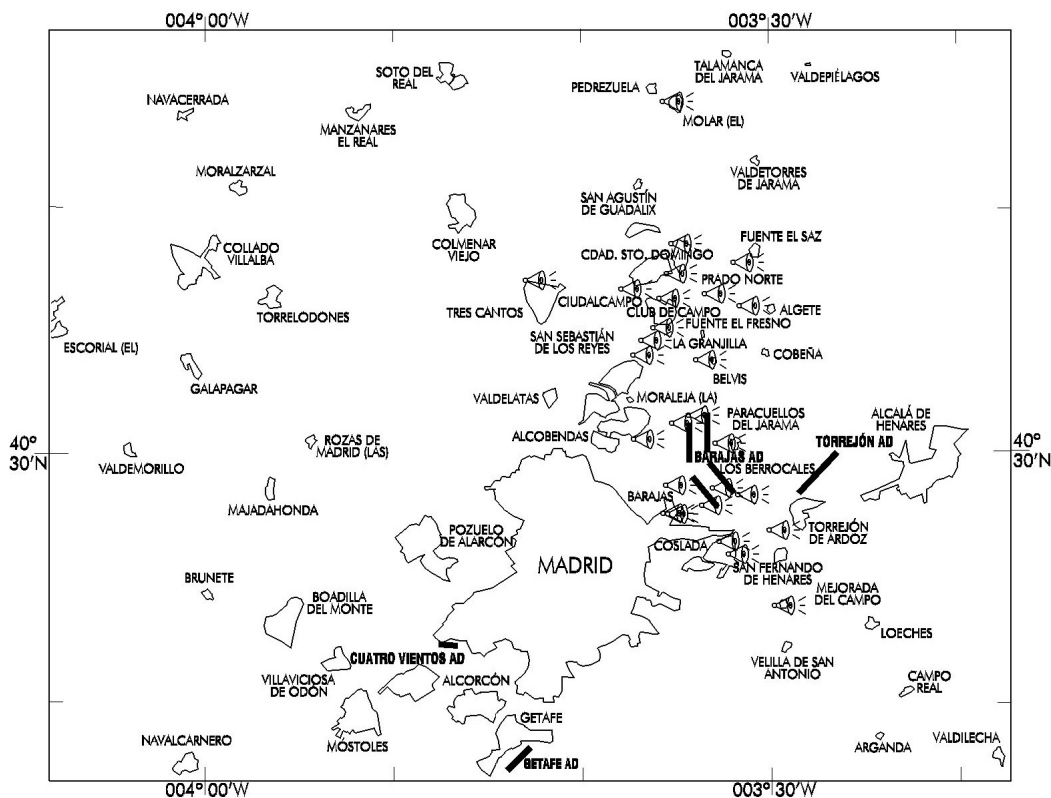 004° 00'W
003° 30'W
SOTO DEL
REAL
TALAMANCA
DEL JARAMA
VALDEPIÉLAGOS
PEDREZUELA
NAVACERRADA
MANZANARES
EL REAL
MOLAR (EL)
MORALZARZAL
VALDETORRES
DE JARAMA
SAN AGUSTÍN
DE GUADALIX
COLMENAR
VIEJO
FUENTE EL SAZ
COLLADO
VILLALBA
CDAD. STO. DOMINGO
PRADO NORTE
TORRELODONES
TRES CANTOS
CIUDALCAMPO
CLUB DE CAMPO
ALGETE
FUENTE EL FRESNO
SAN SEBASTIÁN
DE LOS REYES
LA GRANJILLA
ESCORIAL (EL)
COBEÑA
GALAPAGAR
BELVIS
VALDELATAS
MORALEJA (LA)
PARACUELLOS
DEL JARAMA
ALCALÁ DE
HENARES
ALCOBENDAS
TORREJÓN AD
40°
30'N
ROZAS DE
MADRID (LAS)
40°
30'N
BARAJAS AD
VALDEMORILLO
LOS BERROCALES
MAJADAHONDA
BARAJAS
POZUELO
DE ALARCÓN
TORREJÓN
DE ARDOZ
COSLADA
MADRID
SAN FERNANDO
DE HENARES
BRUNETE
BOADILLA
DEL MONTE
MEJORADA
DEL CAMPO
LOECHES
CUATRO VIENTOS AD
VELILLA DE SAN
ANTONIO
VILLAVICIOSA
DE ODÓN
ALCORCÓN
CAMPO
REAL
GETAFE
MÓSTOLES
NAVALCARNERO
ARGANDA
VALDILECHA
GETAFE AD
004° 00'W
003° 30'W